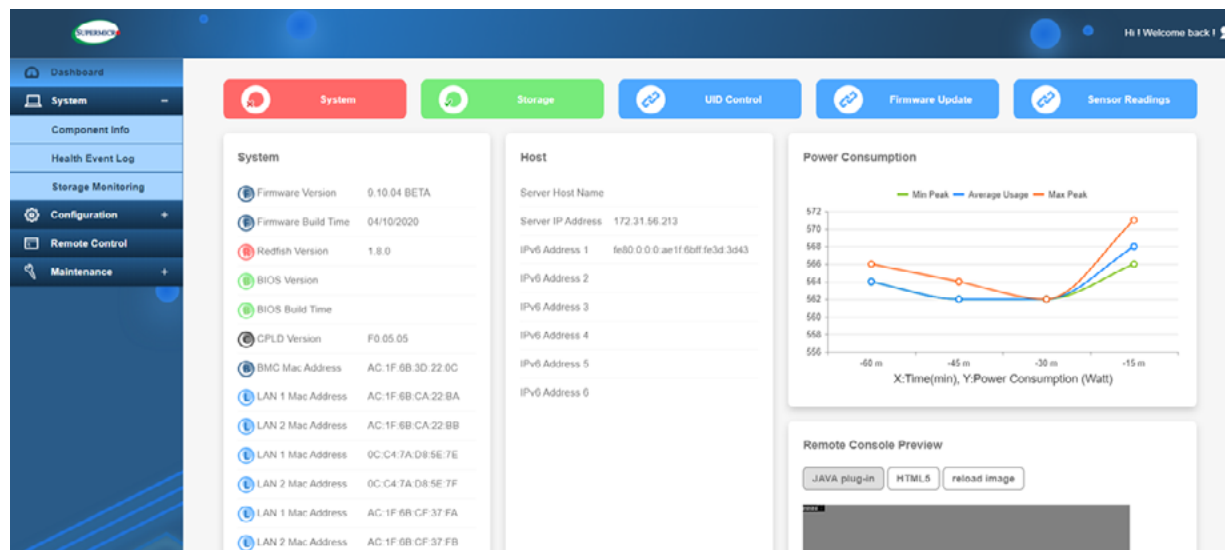 SUPERMICR
Hi ! Welcome back !
Dashboard
System –
Component Info
Health Event Log
Storage Monitoring
Configuration +
Remote Control
Maintenance +
System
Storage
UID Control
Firmware Update
Sensor Readings
System
Firmware Version 9.10.04 BETA
Firmware Build Time 04/10/2020
Redfish Version 1.8.0
BIOS Version
BIOS Build Time
CPLD Version F0.05.05
BMC Mac Address AC:1F:6B:3D:22:0C
LAN 1 Mac Address AC:1F:6B:CA:22:BA
LAN 2 Mac Address AC:1F:6B:CA:22:BB
LAN 1 Mac Address 0C:C4:7A:D8:5E:7E
LAN 2 Mac Address 0C:C4:7A:D8:5E:7F
LAN 1 Mac Address AC:1F:6B:CF:37:FA
LAN 2 Mac Address AC:1F:6B:CF:37:FB
Host
Server Host Name
Server IP Address 172.31.56.213
IPv6 Address 1 fe80:0:0:0:ae1f:6bff:fe3d:3d43
IPv6 Address 2
IPv6 Address 3
IPv6 Address 4
IPv6 Address 5
IPv6 Address 6
Power Consumption
Min Peak Average Usage Max Peak
572
570
568
566
564
562
560
558
556
-60 m -45 m -30 m -15 m
X:Time(min), Y:Power Consumption (Watt)
Remote Console Preview
JAVA plug-in HTML5 reload image